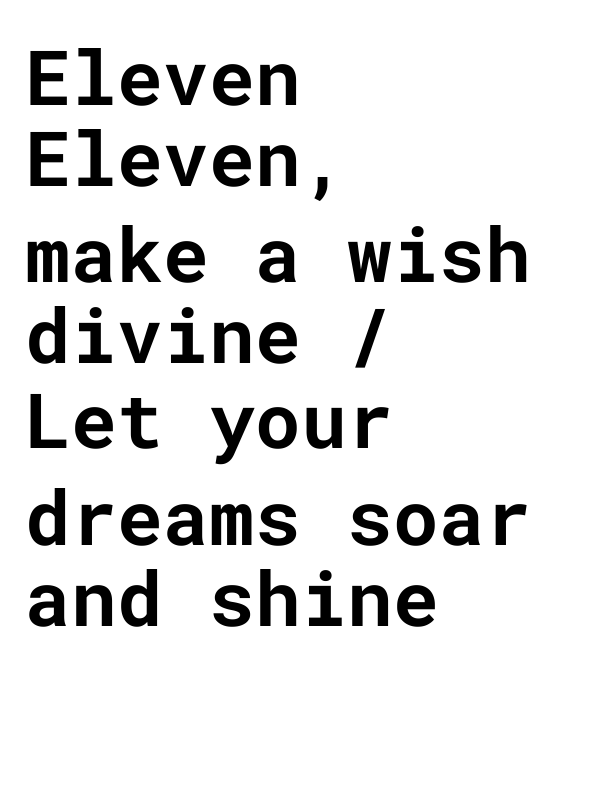 Eleven
Eleven,
make a wish
divine /
Let your
dreams soar
and shine